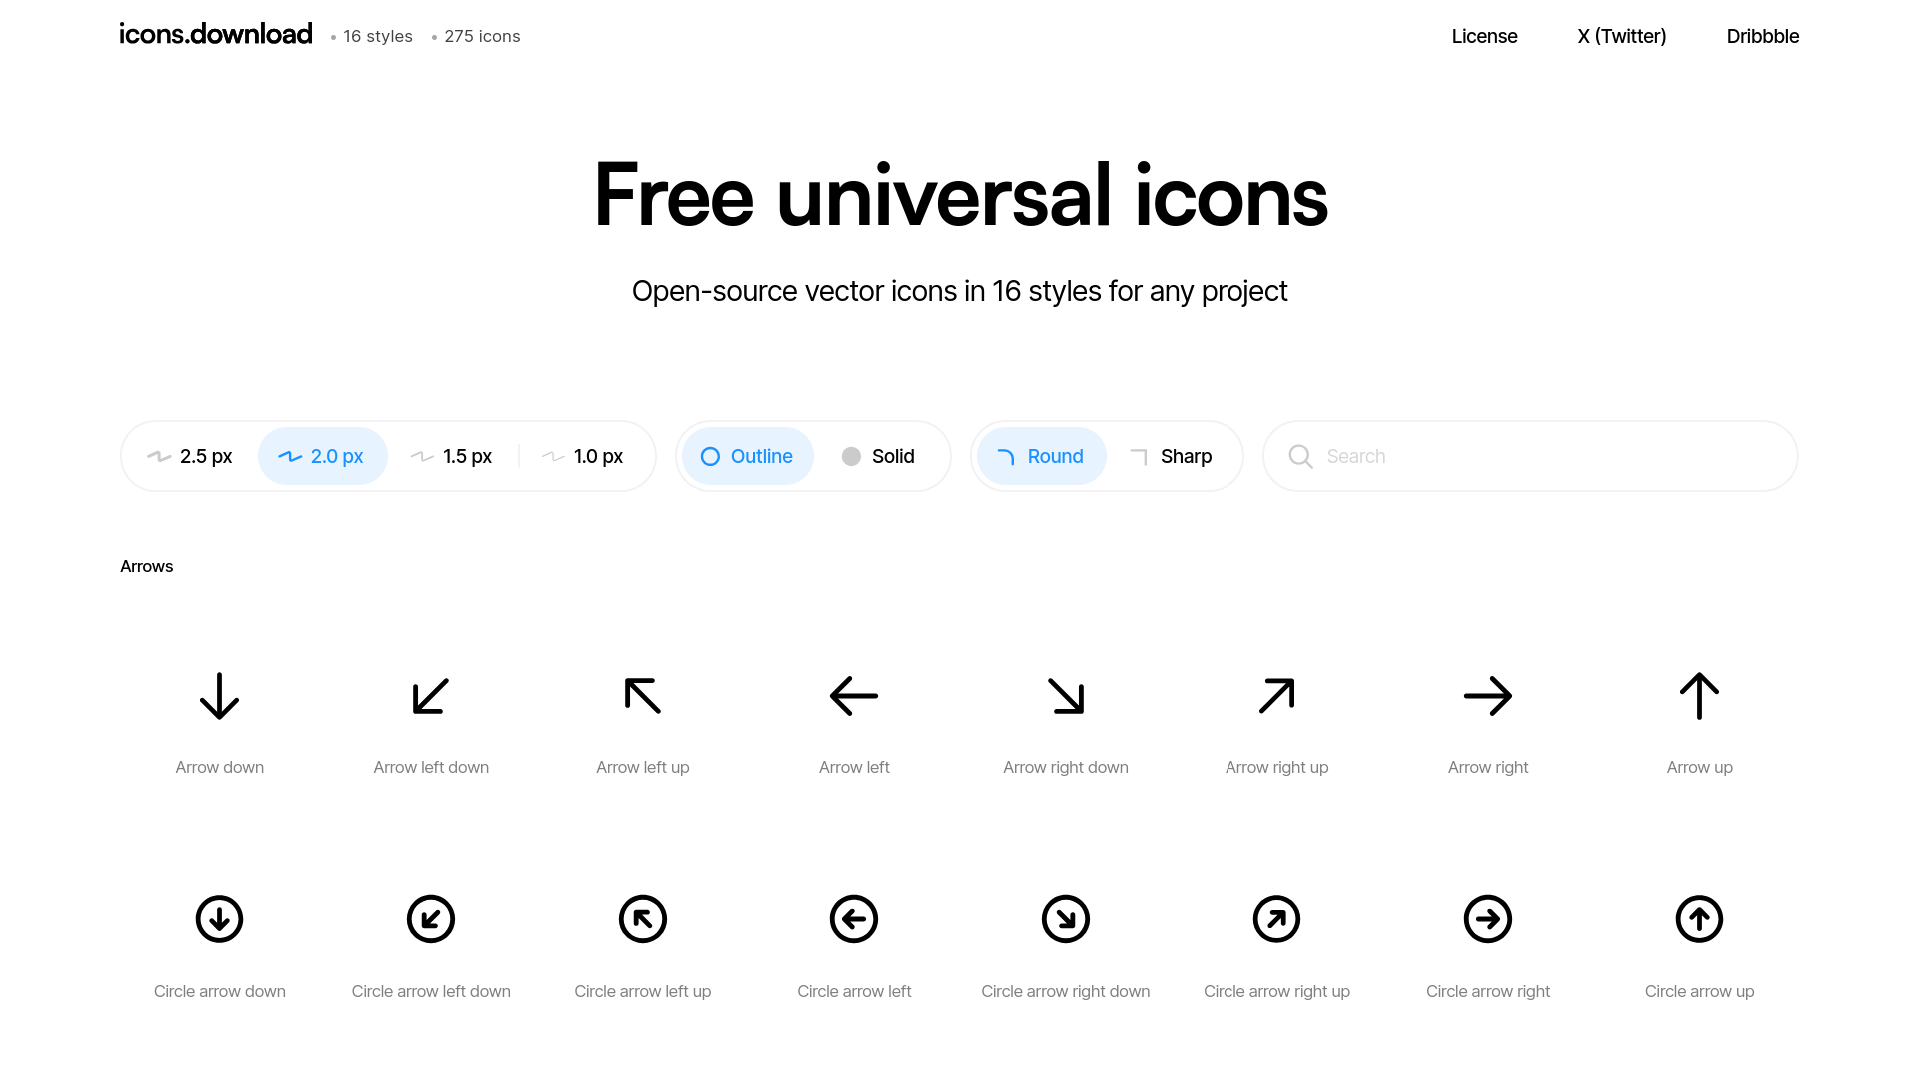 icons.download • 16 styles • 275 icons
License X (Twitter) Dribbble
Free universal icons
Open-source vector icons in 16 styles for any project
2.5 px 2.0 px 1.5 px 1.0 px Outline Solid Round Sharp Search
Arrows
Arrow down Arrow left down Arrow left up Arrow left Arrow right down Arrow right up Arrow right Arrow up
Circle arrow down Circle arrow left down Circle arrow left up Circle arrow left Circle arrow right down Circle arrow right up Circle arrow right Circle arrow up